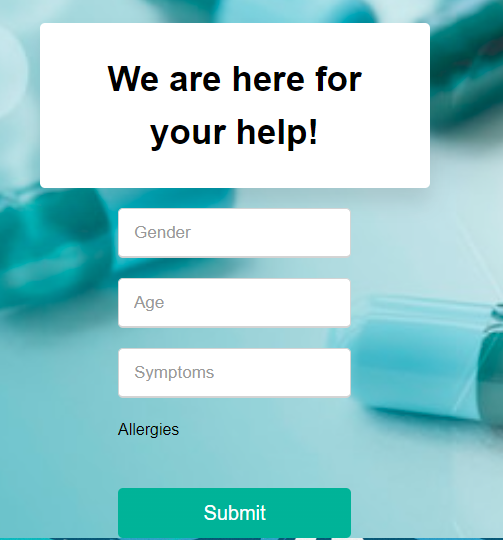 We are here for
your help!
Gender
Age
Symptoms
Allergies
Submit